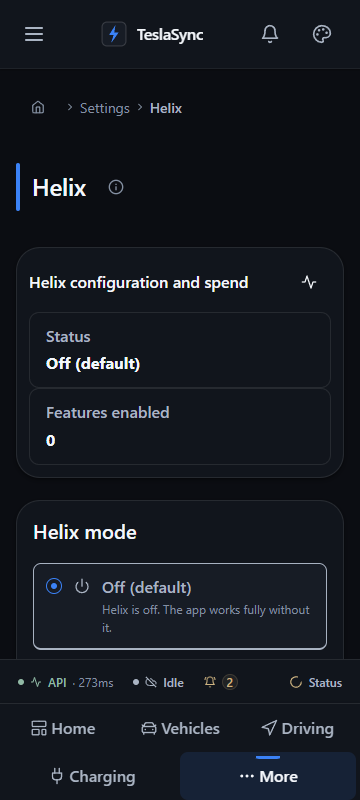 TeslaSync
Settings Helix
Helix
Helix configuration and spend
Status
Off (default)
Features enabled
0
Helix mode
Off (default)
Helix is off. The app works fully without
it.
API · 273ms Idle 2 Status
Home Vehicles Driving
Charging More